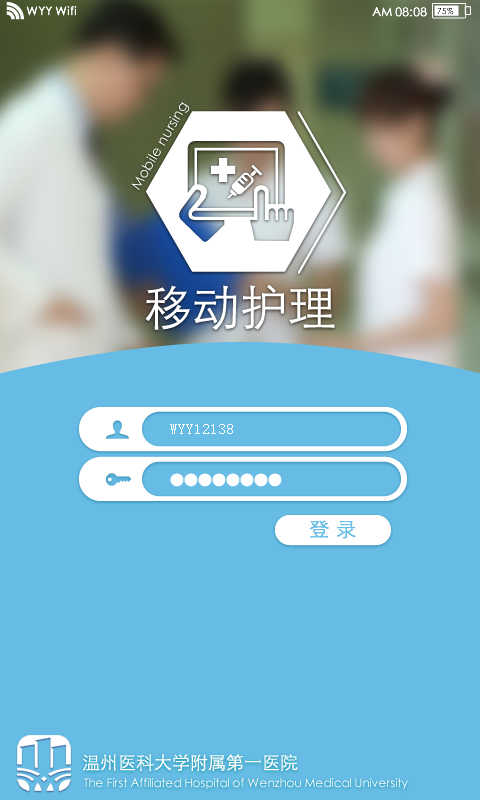 WYY Wifi
AM 08:08 75%
Mobile nursing
移动护理
WYY12138
登 录
温州医科大学附属第一医院
The First Affiliated Hospital of Wenzhou Medical University